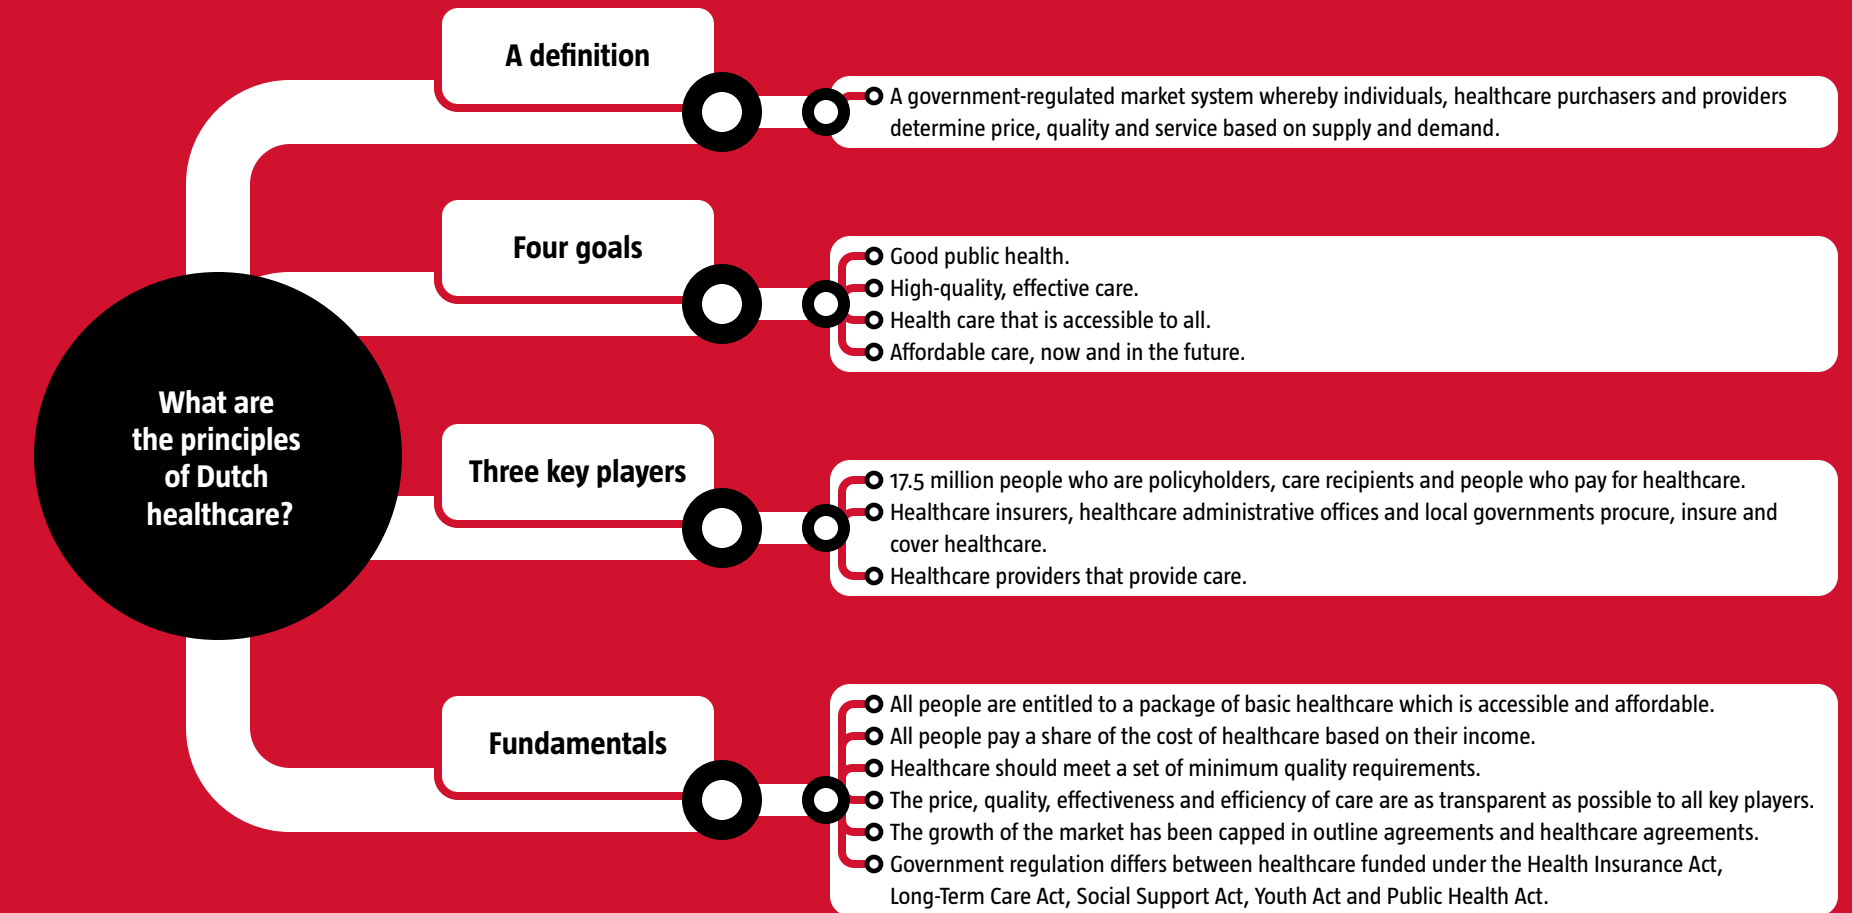 What are
the principles
of Dutch
healthcare?
A definition
A government-regulated market system whereby individuals, healthcare purchasers and providers
determine price, quality and service based on supply and demand.
Four goals
Good public health.
High-quality, effective care.
Health care that is accessible to all.
Affordable care, now and in the future.
Three key players
17.5 million people who are policyholders, care recipients and people who pay for healthcare.
Healthcare insurers, healthcare administrative offices and local governments procure, insure and
cover healthcare.
Healthcare providers that provide care.
Fundamentals
All people are entitled to a package of basic healthcare which is accessible and affordable.
All people pay a share of the cost of healthcare based on their income.
Healthcare should meet a set of minimum quality requirements.
The price, quality, effectiveness and efficiency of care are as transparent as possible to all key players.
The growth of the market has been capped in outline agreements and healthcare agreements.
Government regulation differs between healthcare funded under the Health Insurance Act,
Long-Term Care Act, Social Support Act, Youth Act and Public Health Act.